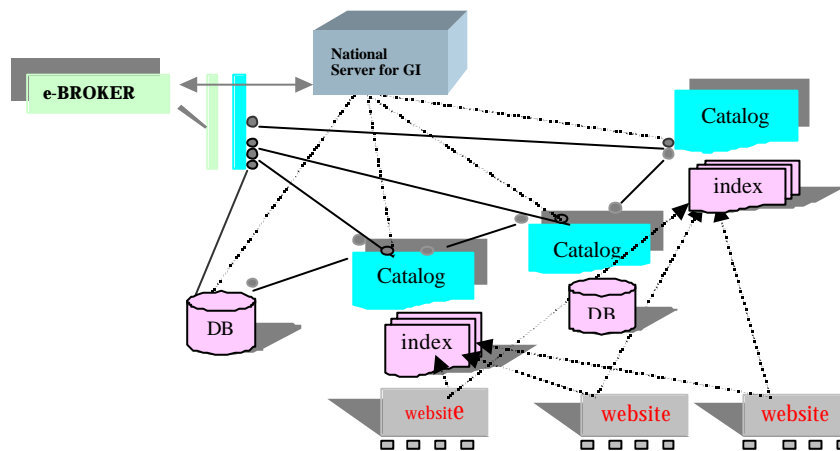 National
Server for GI
e-BROKER
Catalog
index
Catalog
Catalog
DB
DB
index
website
website
website